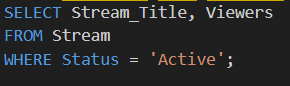 SELECT Stream_Title, Viewers
FROM Stream
WHERE Status = 'Active';